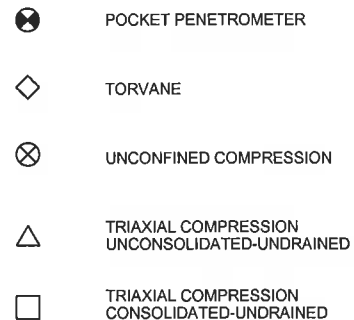 POCKET PENETROMETER
TORVANE
UNCONFINED COMPRESSION
TRIAXIAL COMPRESSION
UNCONSOLIDATED-UNDRAINED
TRIAXIAL COMPRESSION
CONSOLIDATED-UNDRAINED